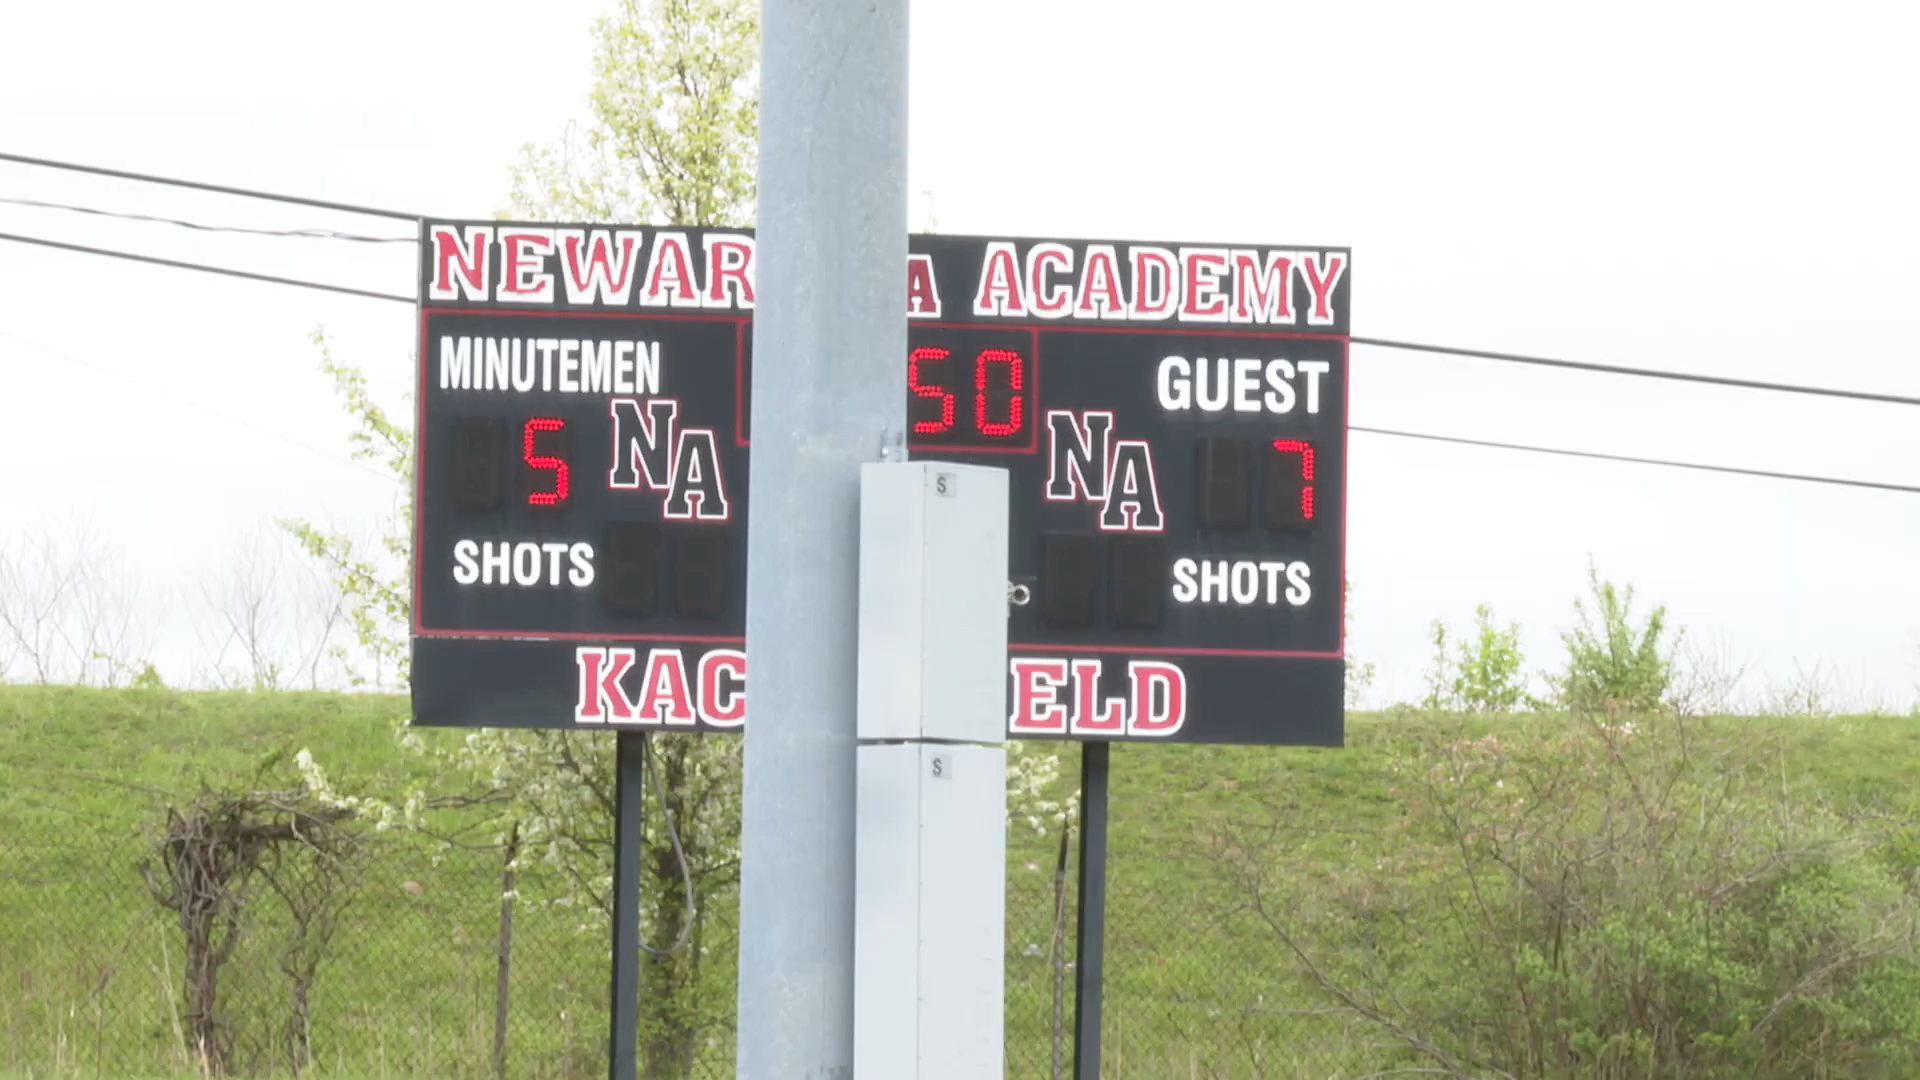 NEWAR A ACADEMY
MINUTEMEN 50 GUEST
5 NA NA 7
S
SHOTS SHOTS
KAC ELD
S